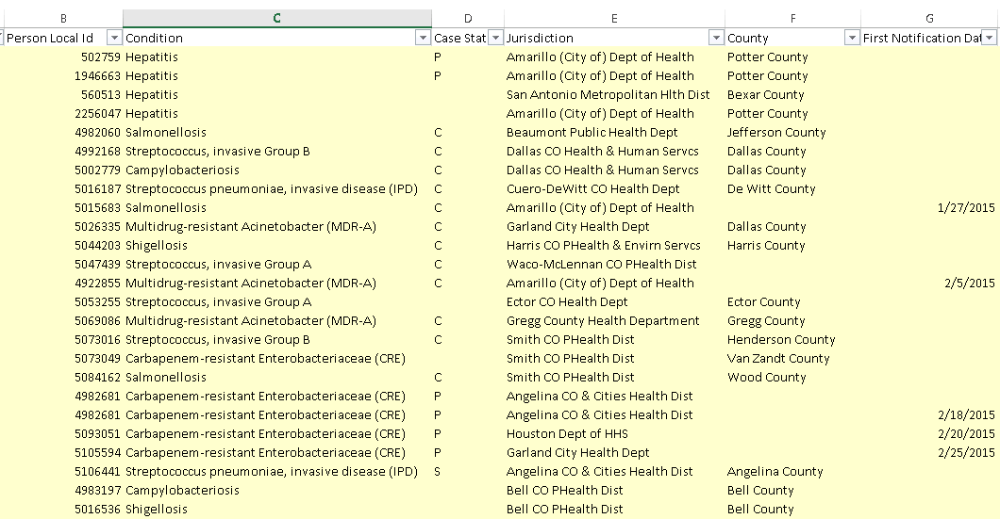 B C D E F G
Person Local Id Condition Case Stat Jurisdiction County First Notification Dat
502759 Hepatitis P Amarillo (City of) Dept of Health Potter County
1946663 Hepatitis P Amarillo (City of) Dept of Health Potter County
560513 Hepatitis San Antonio Metropolitan Hlth Dist Bexar County
2256047 Hepatitis Amarillo (City of) Dept of Health Potter County
4982060 Salmonellosis C Beaumont Public Health Dept Jefferson County
4992168 Streptococcus, invasive Group B C Dallas CO Health & Human Servcs Dallas County
5002779 Campylobacteriosis C Dallas CO Health & Human Servcs Dallas County
5016187 Streptococcus pneumoniae, invasive disease (IPD) C Cuero-DeWitt CO Health Dept De Witt County
5015683 Salmonellosis C Amarillo (City of) Dept of Health 1/27/2015
5026335 Multidrug-resistant Acinetobacter (MDR-A) C Garland City Health Dept Dallas County
5044203 Shigellosis C Harris CO PHealth & Envirn Servcs Harris County
5047439 Streptococcus, invasive Group A C Waco-McLennan CO PHealth Dist
4922855 Multidrug-resistant Acinetobacter (MDR-A) C Amarillo (City of) Dept of Health 2/5/2015
5053255 Streptococcus, invasive Group A Ector CO Health Dept Ector County
5069086 Multidrug-resistant Acinetobacter (MDR-A) C Gregg County Health Department Gregg County
5073016 Streptococcus, invasive Group B C Smith CO PHealth Dist Henderson County
5073049 Carbapenem-resistant Enterobacteriaceae (CRE) Smith CO PHealth Dist Van Zandt County
5084162 Salmonellosis C Smith CO PHealth Dist Wood County
4982681 Carbapenem-resistant Enterobacteriaceae (CRE) P Angelina CO & Cities Health Dist
4982681 Carbapenem-resistant Enterobacteriaceae (CRE) P Angelina CO & Cities Health Dist 2/18/2015
5093051 Carbapenem-resistant Enterobacteriaceae (CRE) P Houston Dept of HHS 2/20/2015
5105594 Carbapenem-resistant Enterobacteriaceae (CRE) P Garland City Health Dept 2/25/2015
5106441 Streptococcus pneumoniae, invasive disease (IPD) S Angelina CO & Cities Health Dist Angelina County
4983197 Campylobacteriosis Bell CO PHealth Dist Bell County
5016536 Shigellosis Bell CO PHealth Dist Bell County